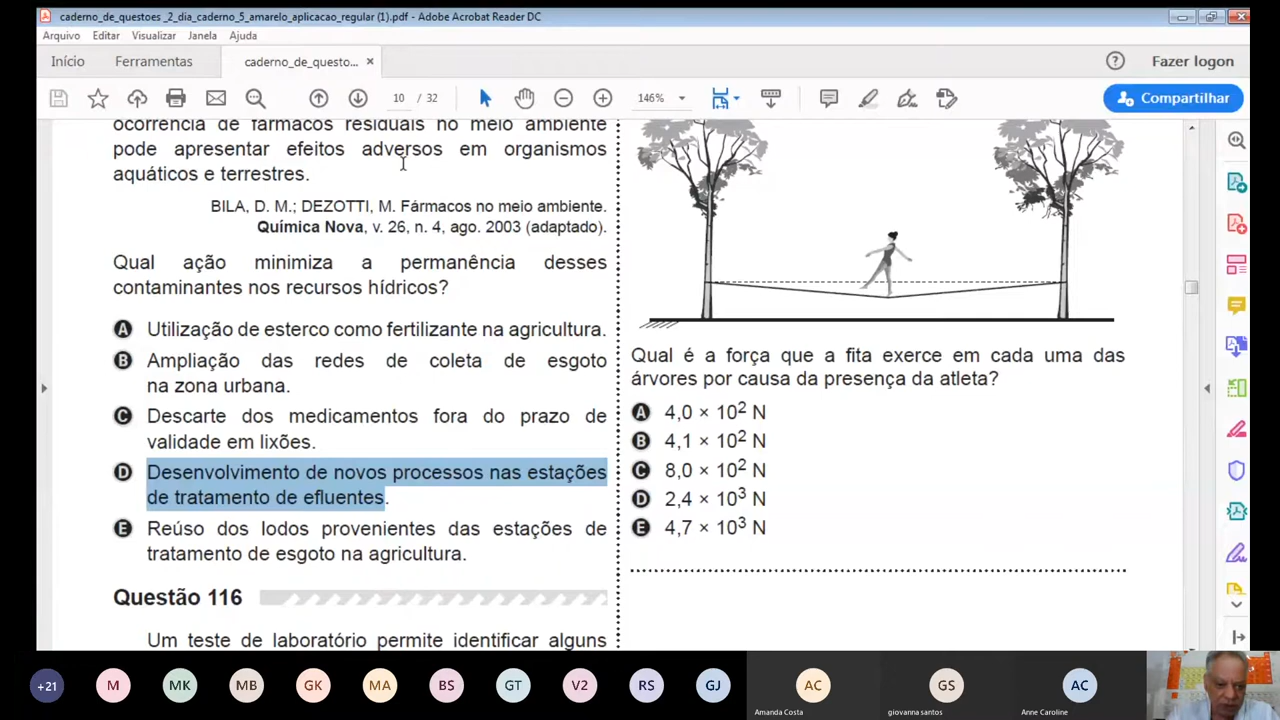 caderno_de_questoes _2_dia_caderno_5_amarelo_aplicacao_regular (1).pdf - Adobe Acrobat Reader DC
Arquivo Editar Visualizar Janela Ajuda
Início Ferramentas caderno_de_questo... × Fazer logon
10 / 32 146% Compartilhar
ocorrência de fármacos residuais no meio ambiente
pode apresentar efeitos adversos em organismos
aquáticos e terrestres.
BILA, D. M.; DEZOTTI, M. Fármacos no meio ambiente.
Química Nova, v. 26, n. 4, ago. 2003 (adaptado).
Qual ação minimiza a permanência desses
contaminantes nos recursos hídricos?
A Utilização de esterco como fertilizante na agricultura.
B Ampliação das redes de coleta de esgoto
na zona urbana.
C Descarte dos medicamentos fora do prazo de
validade em lixões.
D Desenvolvimento de novos processos nas estações
de tratamento de efluentes.
E Reúso dos lodos provenientes das estações de
tratamento de esgoto na agricultura.
Questão 116
Um teste de laboratório permite identificar alguns
Qual é a força que a fita exerce em cada uma das
árvores por causa da presença da atleta?
A 4,0 × 10² N
B 4,1 × 10² N
C 8,0 × 10² N
D 2,4 × 10³ N
E 4,7 × 10³ N
+21 M MK MB GK MA BS GT V2 RS GJ AC GS AC
Amanda Costa giovanna santos Anne Caroline